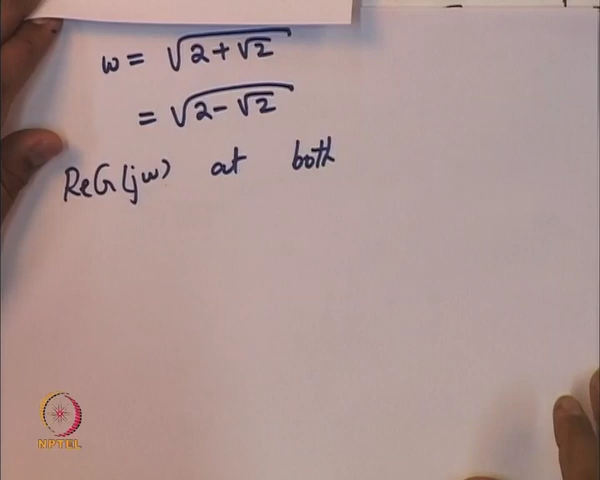 ω = √(2+√2)
= √(2-√2)
ReG(jω) at both
NPTEL